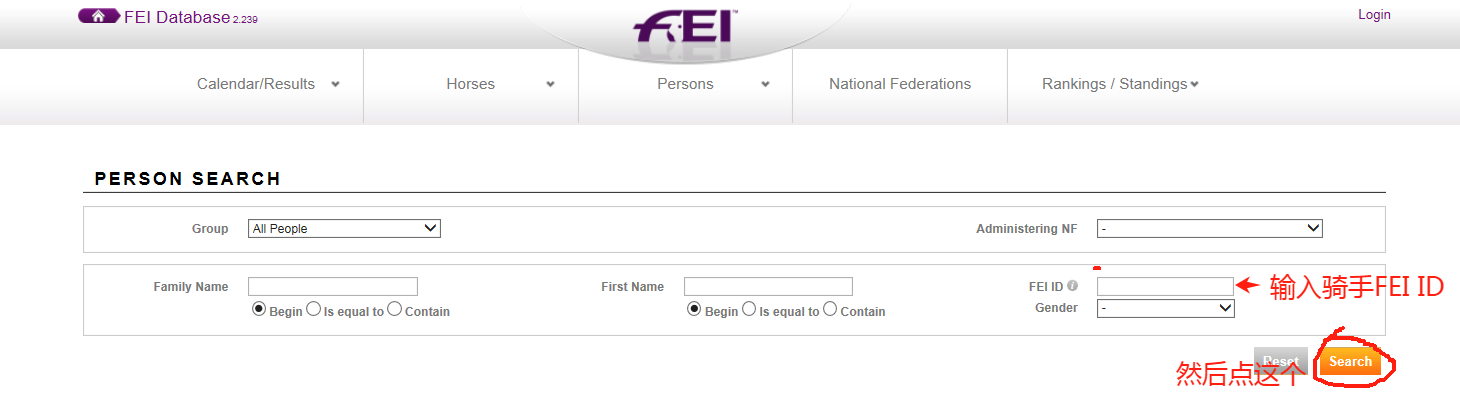 FEI Database 2.239
FEI™
Login
Calendar/Results
Horses
Persons
National Federations
Rankings / Standings
PERSON SEARCH
Group
All People
Administering NF
-
Family Name
First Name
FEI ID
输入骑手FEI ID
Begin Is equal to Contain
Begin Is equal to Contain
Gender
-
Reset
Search
然后点这个